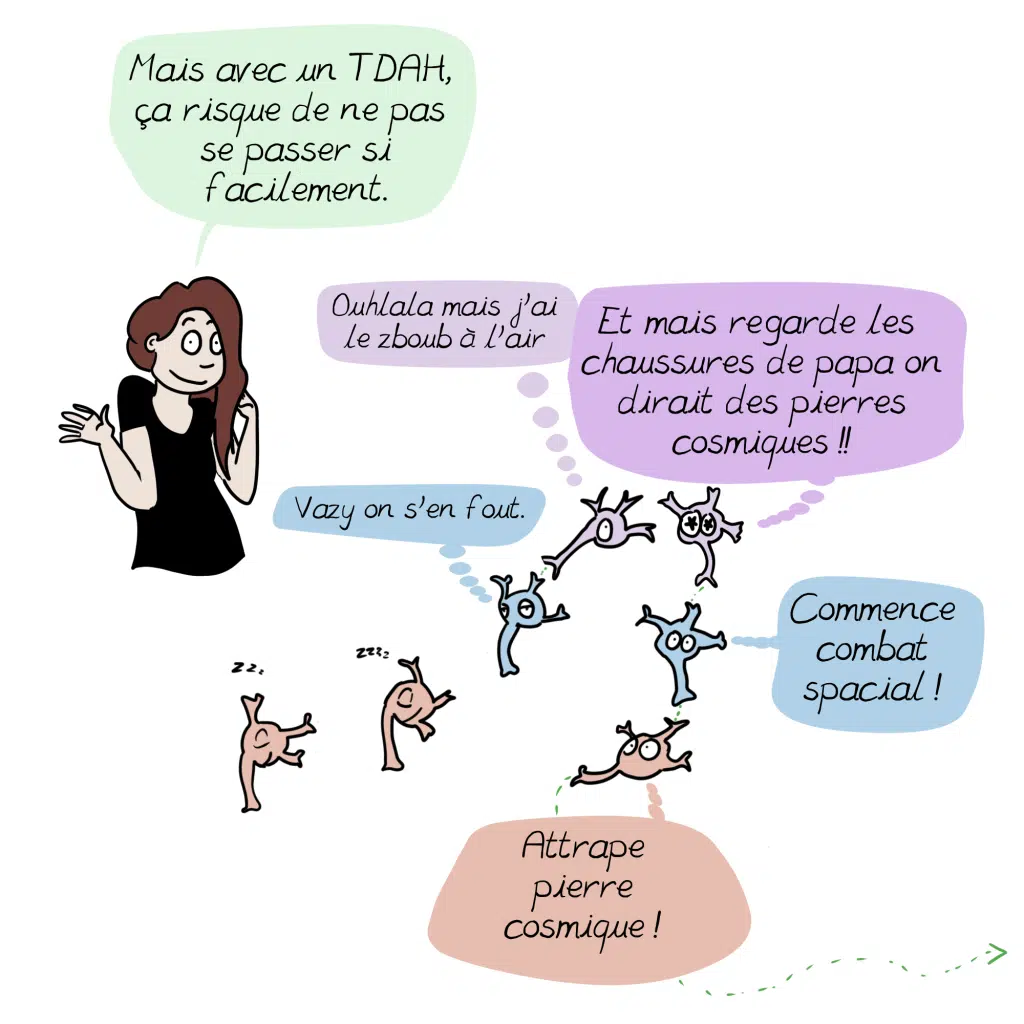 Mais avec un TDAH,
ça risque de ne pas
se passer si
facilement.
Ouhlala mais j'ai
le zboub à l'air
Et mais regarde les
chaussures de papa on
dirait des pierres
cosmiques !!
Vazy on s'en fout.
Commence
combat
spacial !
zzz
zzzz
Attrape
pierre
cosmique !